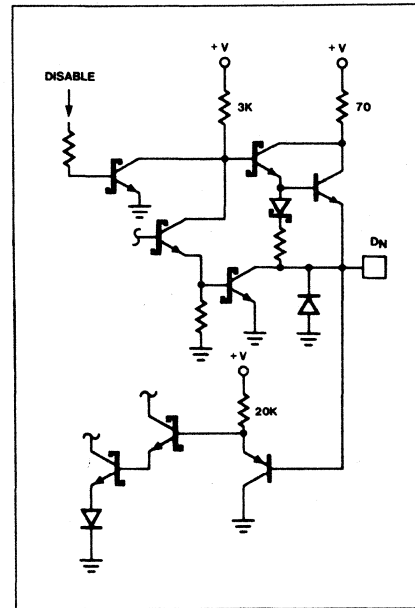 +V
+V
DISABLE
3K
70
DN
+V
20K